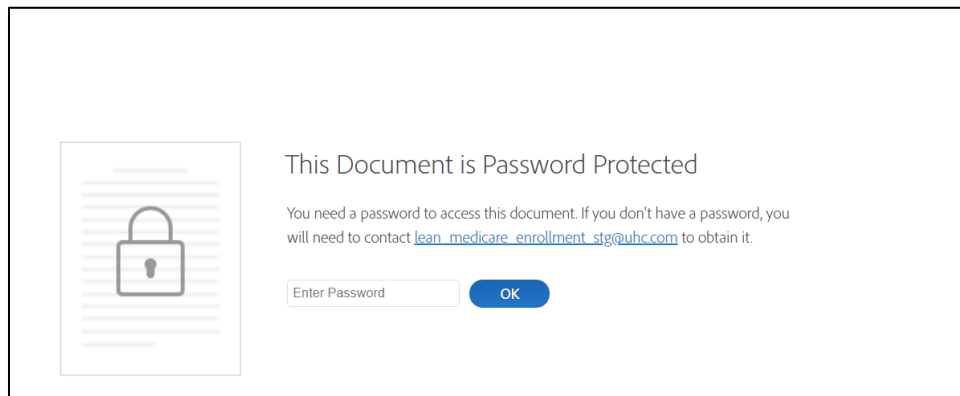 This Document is Password Protected
You need a password to access this document. If you don't have a password, you
will need to contact lean_medicare_enrollment_stg@uhc.com to obtain it.
Enter Password OK